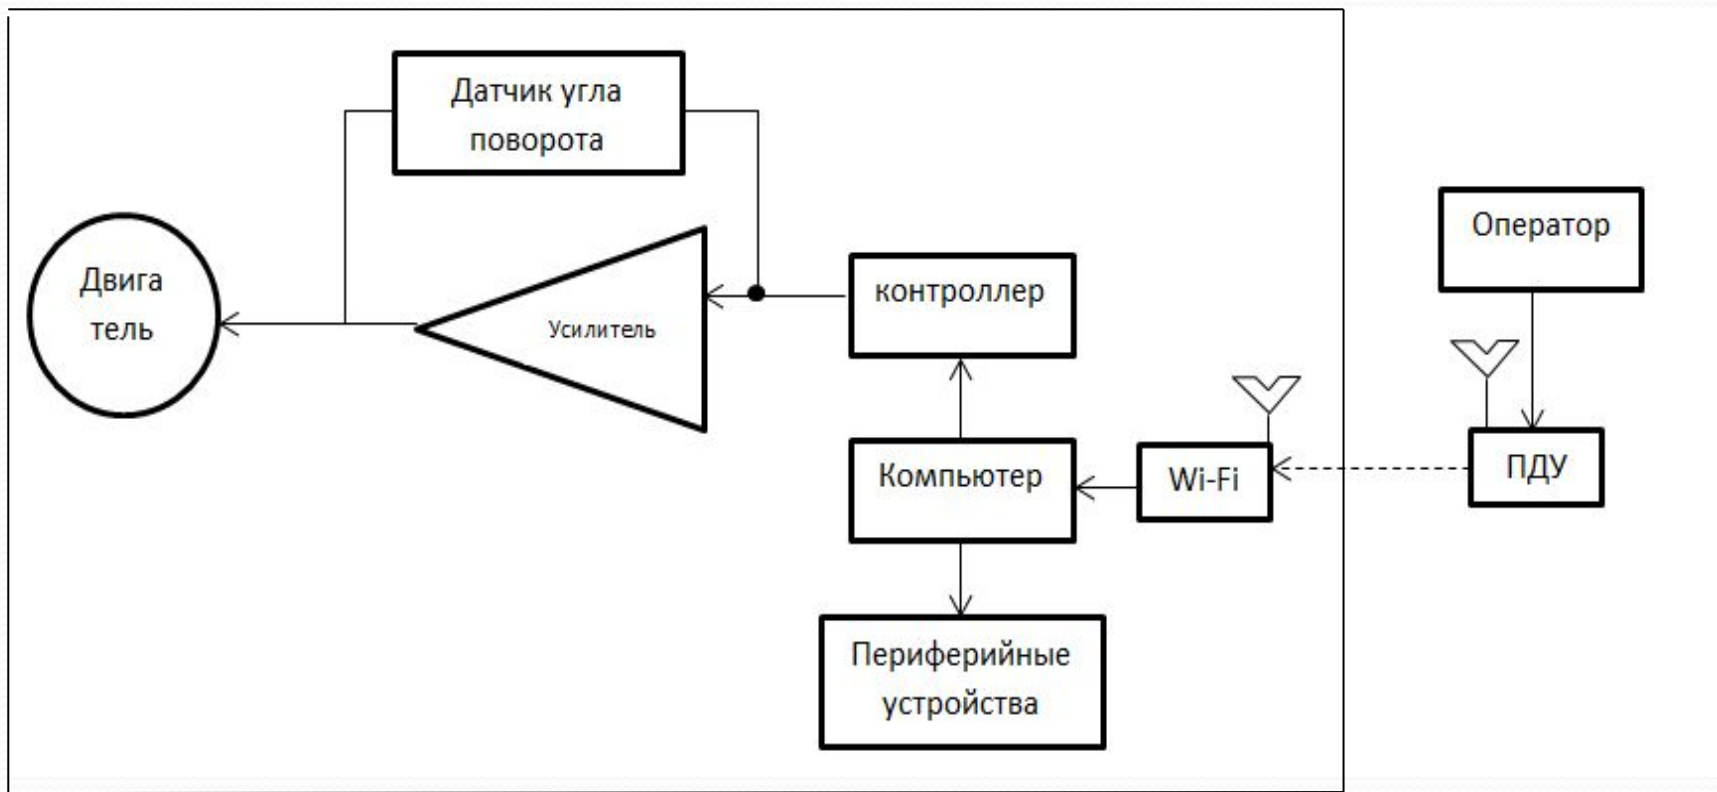 Датчик угла
поворота
Оператор
Двига
тель
контроллер
Усилитель
Компьютер
Wi-Fi
ПДУ
Периферийные
устройства